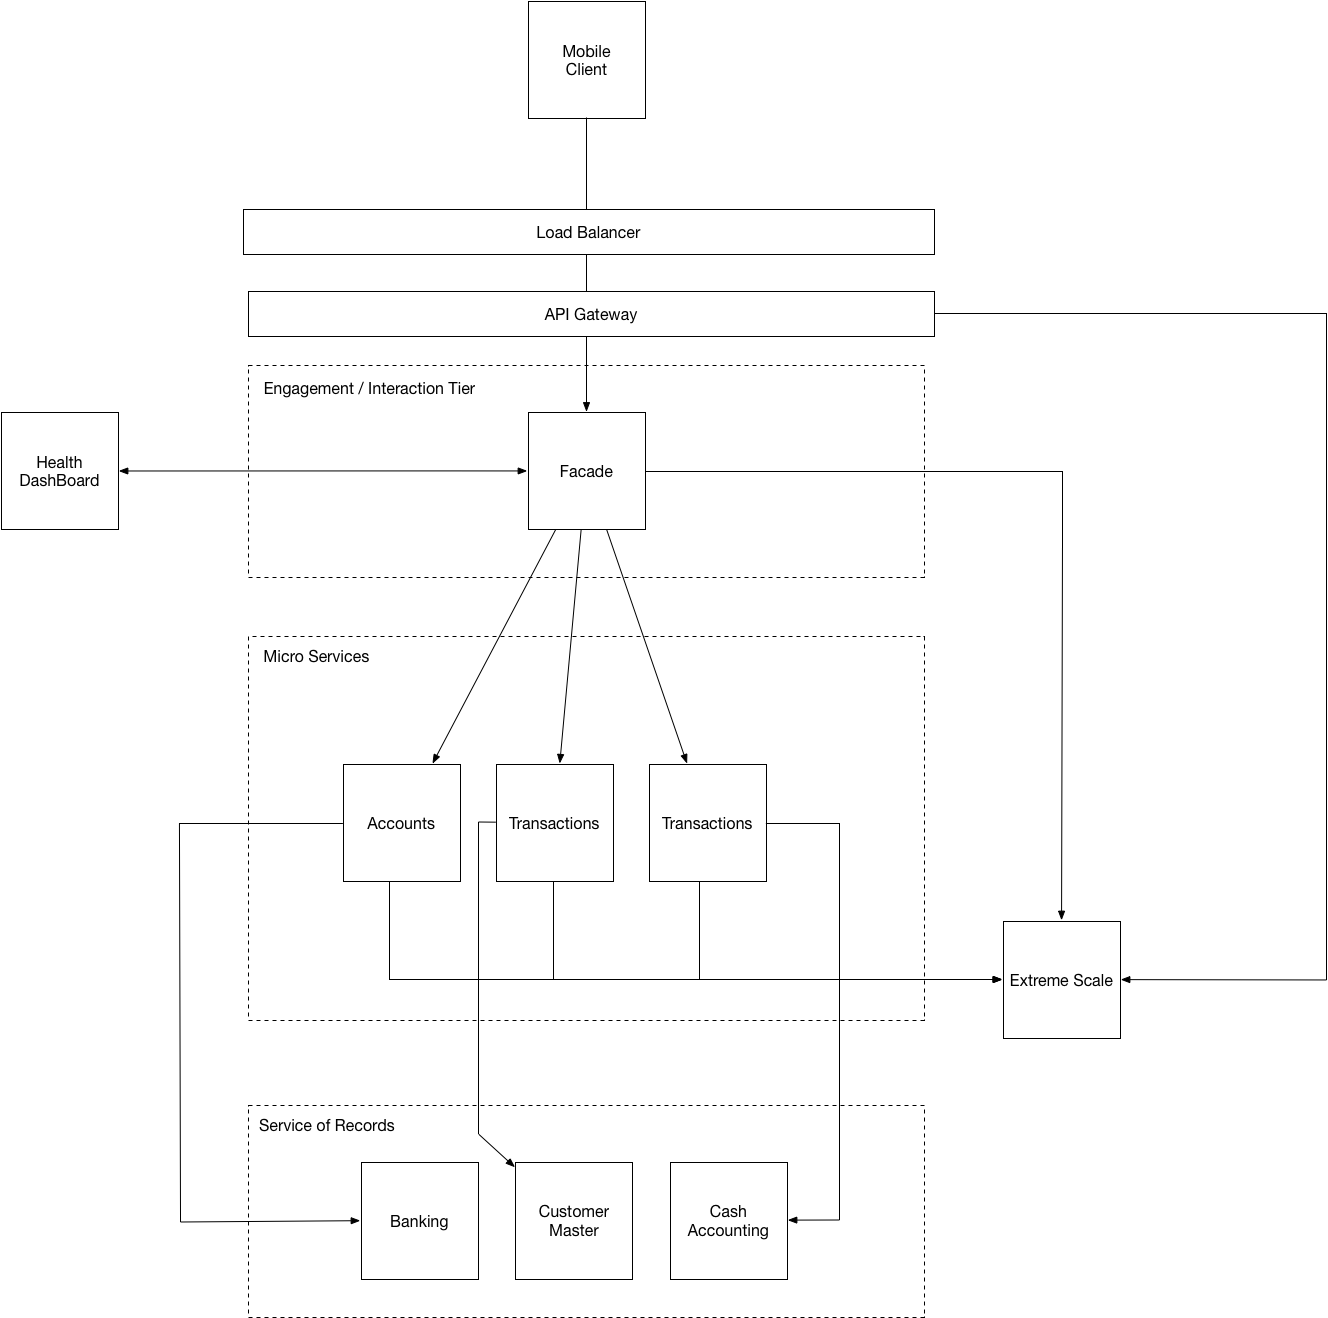 Mobile
Client
Load Balancer
API Gateway
Engagement / Interaction Tier
Health
DashBoard
Facade
Micro Services
Accounts
Transactions
Transactions
Extreme Scale
Service of Records
Banking
Customer
Master
Cash
Accounting